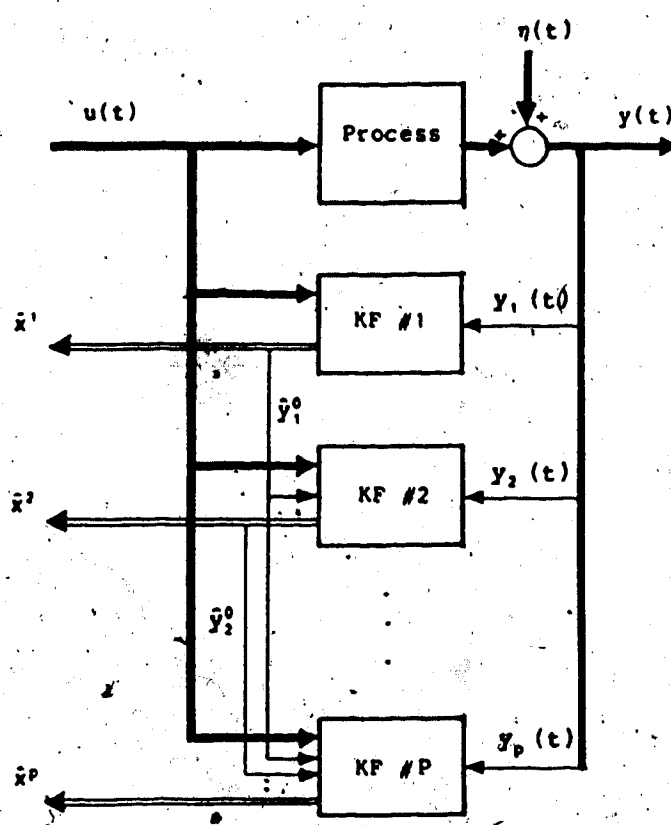 η(t)
u(t)
y(t)
Process
+
+
KF #1
y₁(t)
x̂¹
ŷ₁⁰
KF #2
y₂(t)
x̂²
ŷ₂⁰
KF #P
yₚ(t)
x̂ᵖ